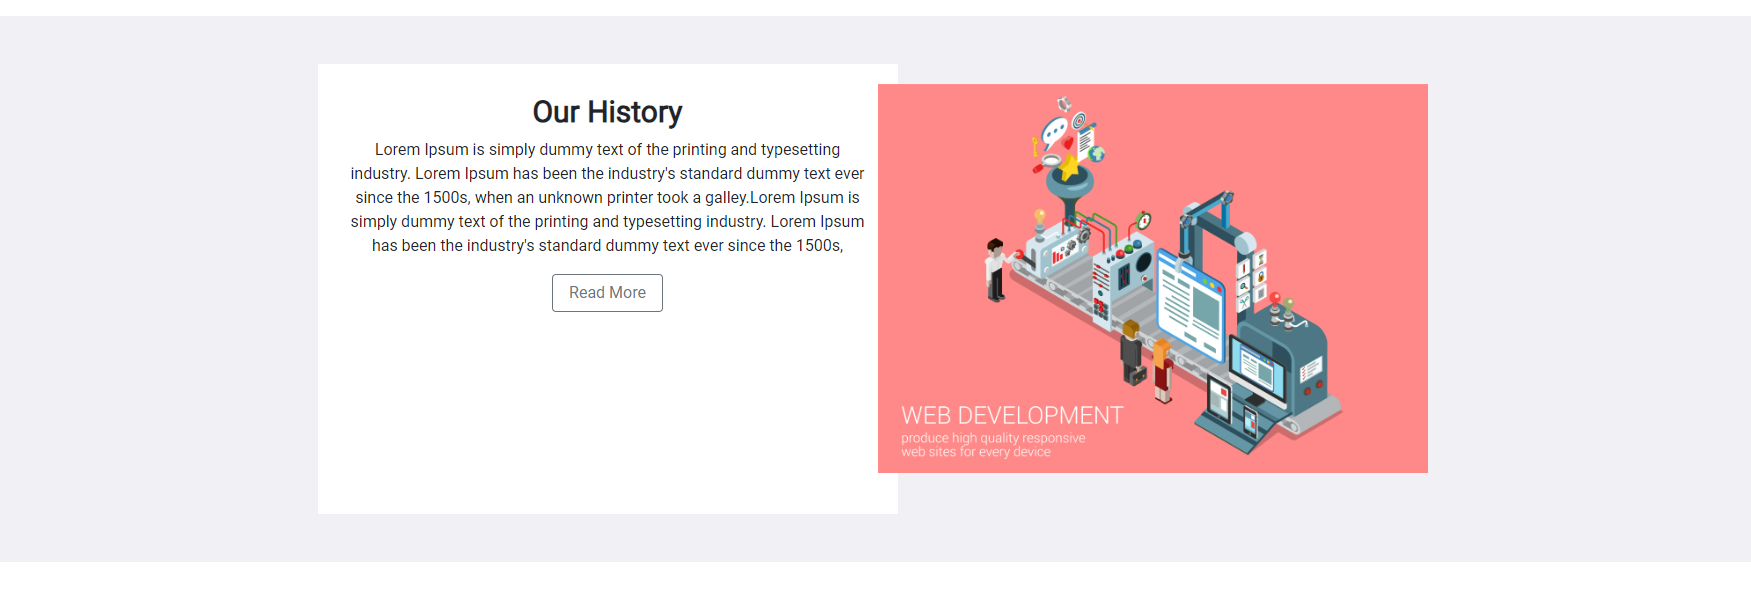 Our History
Lorem Ipsum is simply dummy text of the printing and typesetting
industry. Lorem Ipsum has been the industry's standard dummy text ever
since the 1500s, when an unknown printer took a galley.Lorem Ipsum is
simply dummy text of the printing and typesetting industry. Lorem Ipsum
has been the industry's standard dummy text ever since the 1500s,
Read More
WEB DEVELOPMENT
produce high quality responsive
web sites for every device